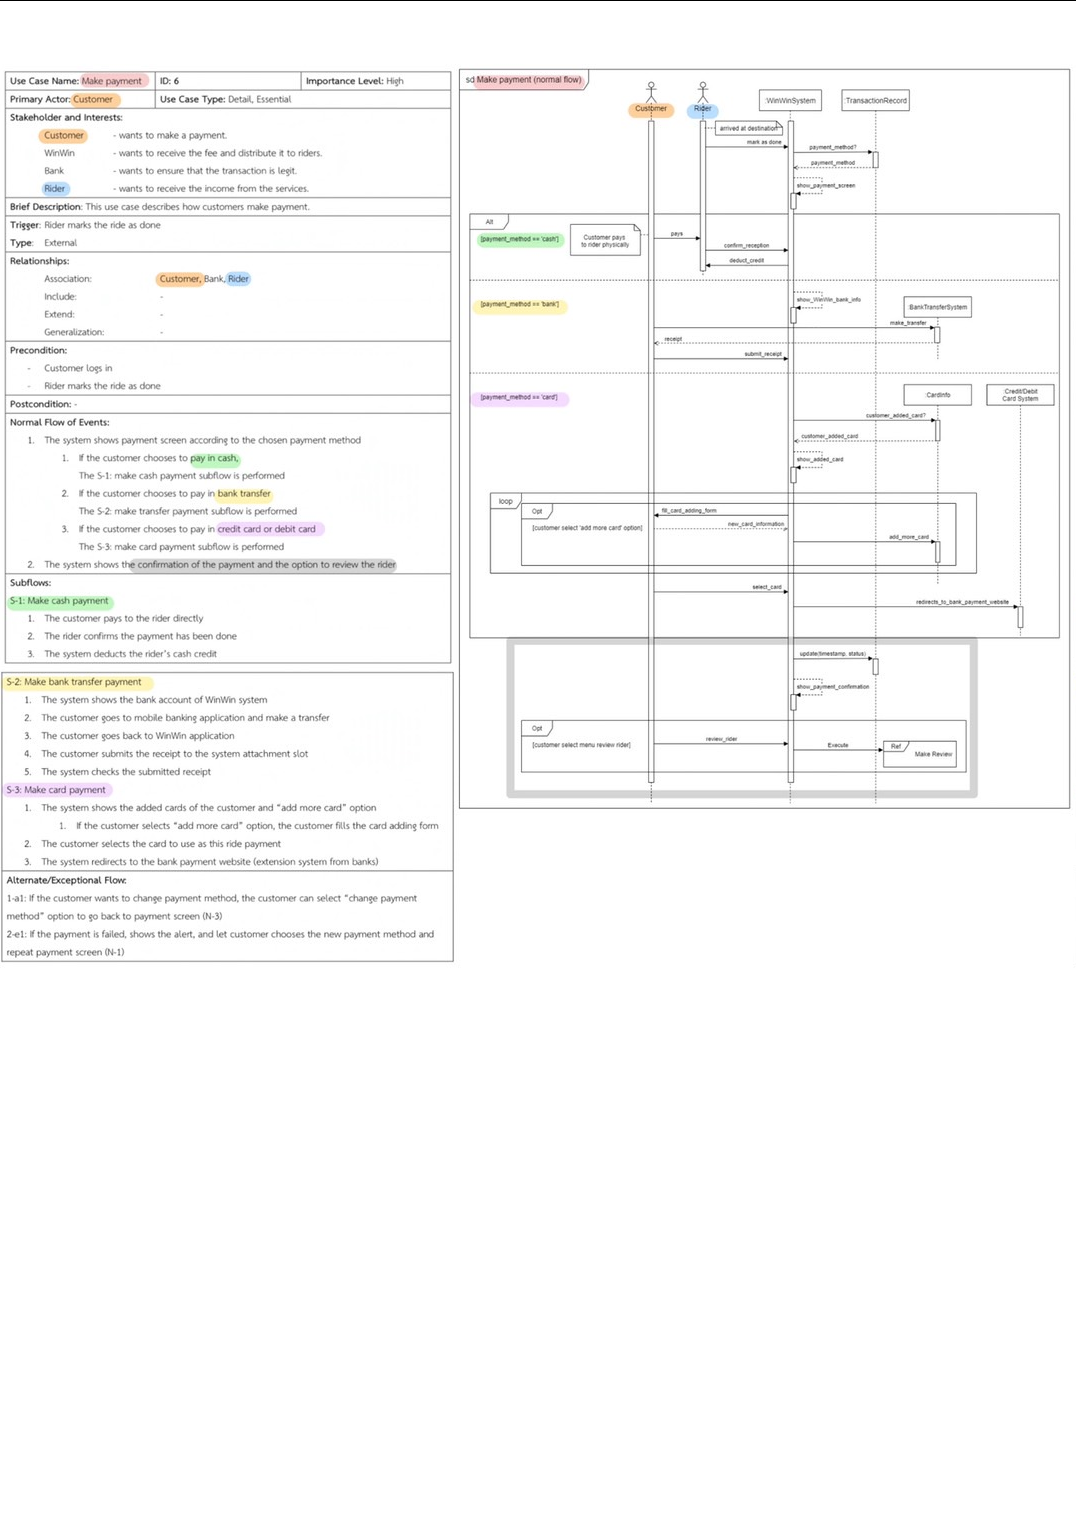 Use Case Name: Make payment ID: 6 Importance Level: High
Primary Actor: Customer Use Case Type: Detail, Essential
Stakeholder and Interests:
Customer - wants to make a payment.
WinWin - wants to receive the fee and distribute it to riders.
Bank - wants to ensure that the transaction is legit.
Rider - wants to receive the income from the services.
Brief Description: This use case describes how customers make payment.
Trigger: Rider marks the ride as done
Type: External
Relationships:
Association: Customer, Bank, Rider
Include: -
Extend: -
Generalization: -
Precondition:
- Customer logs in
- Rider marks the ride as done
Postcondition: -
Normal Flow of Events:
1. The system shows payment screen according to the chosen payment method
1. If the customer chooses to pay in cash,
The S-1: make cash payment subflow is performed
2. If the customer chooses to pay in bank transfer
The S-2: make transfer payment subflow is performed
3. If the customer chooses to pay in credit card or debit card
The S-3: make card payment subflow is performed
2. The system shows the confirmation of the payment and the option to review the rider
Subflows:
S-1: Make cash payment
1. The customer pays to the rider directly
2. The rider confirms the payment has been done
3. The system deducts the rider's cash credit
S-2: Make bank transfer payment
1. The system shows the bank account of WinWin system
2. The customer goes to mobile banking application and make a transfer
3. The customer goes back to WinWin application
4. The customer submits the receipt to the system attachment slot
5. The system checks the submitted receipt
S-3: Make card payment
1. The system shows the added cards of the customer and "add more card" option
1. If the customer selects "add more card" option, the customer fills the card adding form
2. The customer selects the card to use as this ride payment
3. The system redirects to the bank payment website (extension system from banks)
Alternate/Exceptional Flow:
1-a1: If the customer wants to change payment method, the customer can select "change payment
method" option to go back to payment screen (N-3)
2-e1: If the payment is failed, shows the alert, and let customer chooses the new payment method and
repeat payment screen (N-1)
sd Make payment (normal flow)
Customer
Rider
:WinWinSystem
:TransactionRecord
arrived at destination
mark as done
payment_method?
payment_method
show_payment_screen
Alt
[payment_method == 'cash']
Customer pays
to rider physically
pays
confirm_reception
deduct_credit
[payment_method == 'bank']
show_WinWin_bank_info
:BankTransferSystem
make_transfer
receipt
submit_receipt
[payment_method == 'card']
:CardInfo
:Credit/Debit
Card System
customer_added_card?
customer_added_card
show_added_card
loop
Opt
[customer select 'add more card' option]
fill_card_adding_form
new_card_information
add_more_card
select_card
redirects_to_bank_payment_website
update(timestamp, status)
show_payment_confirmation
Opt
[customer select menu review rider]
review_rider
Execute
Ref
Make Review